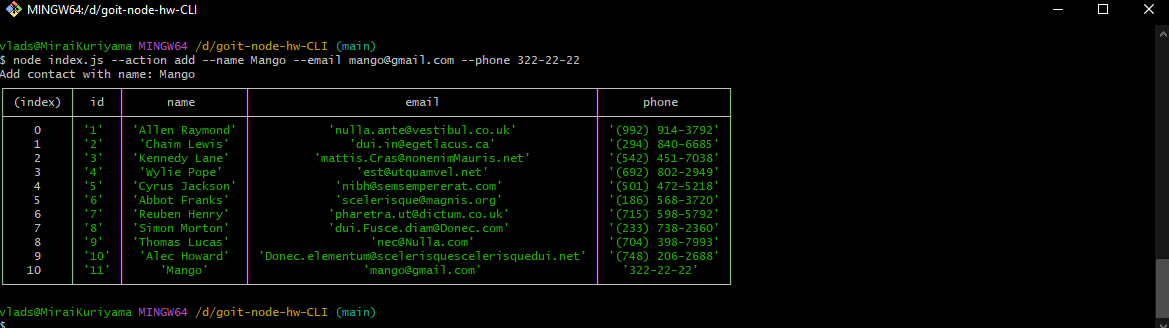 MINGW64:/d/goit-node-hw-CLI
vlads@MiraiKuriyama MINGW64 /d/goit-node-hw-CLI (main)
$ node index.js --action add --name Mango --email mango@gmail.com --phone 322-22-22
Add contact with name: Mango
(index) id name email phone
0 '1' 'Allen Raymond' 'nulla.ante@vestibul.co.uk' '(992) 914-3792'
1 '2' 'Chaim Lewis' 'dui.in@egetlacus.ca' '(294) 840-6685'
2 '3' 'Kennedy Lane' 'mattis.Cras@nonenimMauris.net' '(542) 451-7038'
3 '4' 'Wylie Pope' 'est@utquamvel.net' '(692) 802-2949'
4 '5' 'Cyrus Jackson' 'nibh@semsempererat.com' '(501) 472-5218'
5 '6' 'Abbot Franks' 'scelerisque@magnis.org' '(186) 568-3720'
6 '7' 'Reuben Henry' 'pharetra.ut@dictum.co.uk' '(715) 598-5792'
7 '8' 'Simon Morton' 'dui.Fusce.diam@Donec.com' '(233) 738-2360'
8 '9' 'Thomas Lucas' 'nec@Nulla.com' '(704) 398-7993'
9 '10' 'Alec Howard' 'Donec.elementum@scelerisquescelerisquedui.net' '(748) 206-2688'
10 '11' 'Mango' 'mango@gmail.com' '322-22-22'
vlads@MiraiKuriyama MINGW64 /d/goit-node-hw-CLI (main)
$